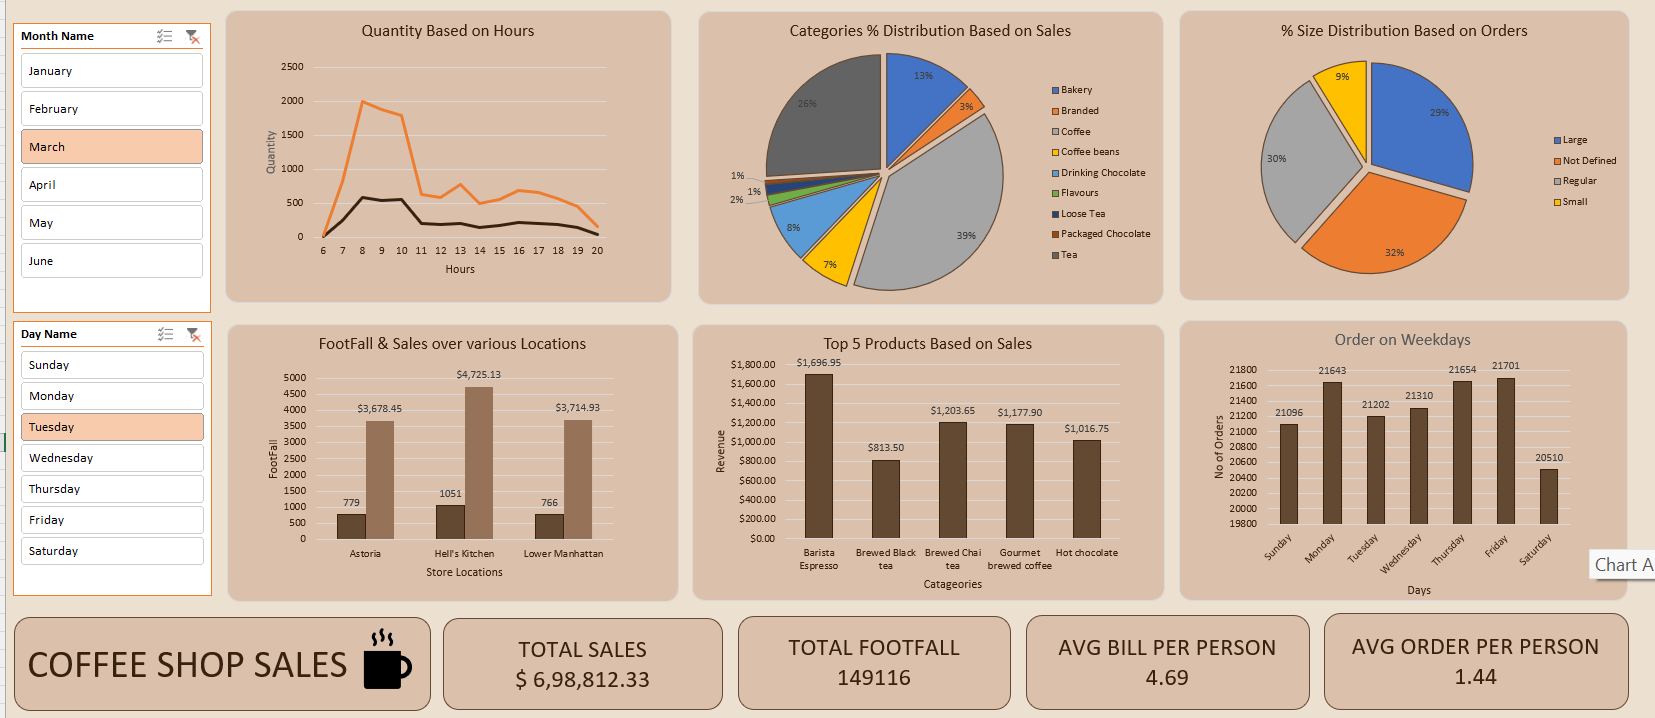 Month Name
January
February
March
April
May
June
Day Name
Sunday
Monday
Tuesday
Wednesday
Thursday
Friday
Saturday
Quantity Based on Hours
2500
2000
1500
1000
500
0
Quantity
6 7 8 9 10 11 12 13 14 15 16 17 18 19 20
Hours
Categories % Distribution Based on Sales
13%
3%
39%
7%
8%
2%
1%
1%
26%
Bakery
Branded
Coffee
Coffee beans
Drinking Chocolate
Flavours
Loose Tea
Packaged Chocolate
Tea
% Size Distribution Based on Orders
9%
29%
30%
32%
Large
Not Defined
Regular
Small
FootFall & Sales over various Locations
5000
4500
4000
3500
3000
2500
2000
1500
1000
500
0
FootFall
779
$3,678.45
1051
$4,725.13
766
$3,714.93
Astoria
Hell's Kitchen
Lower Manhattan
Store Locations
Top 5 Products Based on Sales
$1,800.00
$1,600.00
$1,400.00
$1,200.00
$1,000.00
$800.00
$600.00
$400.00
$200.00
$0.00
Revenue
$1,696.95
$813.50
$1,203.65
$1,177.90
$1,016.75
Barista
Espresso
Brewed Black
tea
Brewed Chai
tea
Gourmet
brewed coffee
Hot chocolate
Catageories
Order on Weekdays
21800
21600
21400
21200
21000
20800
20600
20400
20200
20000
19800
No of Orders
21096
21643
21202
21310
21654
21701
20510
Sunday
Monday
Tuesday
Wednesday
Thursday
Friday
Saturday
Days
Chart A
COFFEE SHOP SALES
TOTAL SALES
$ 6,98,812.33
TOTAL FOOTFALL
149116
AVG BILL PER PERSON
4.69
AVG ORDER PER PERSON
1.44